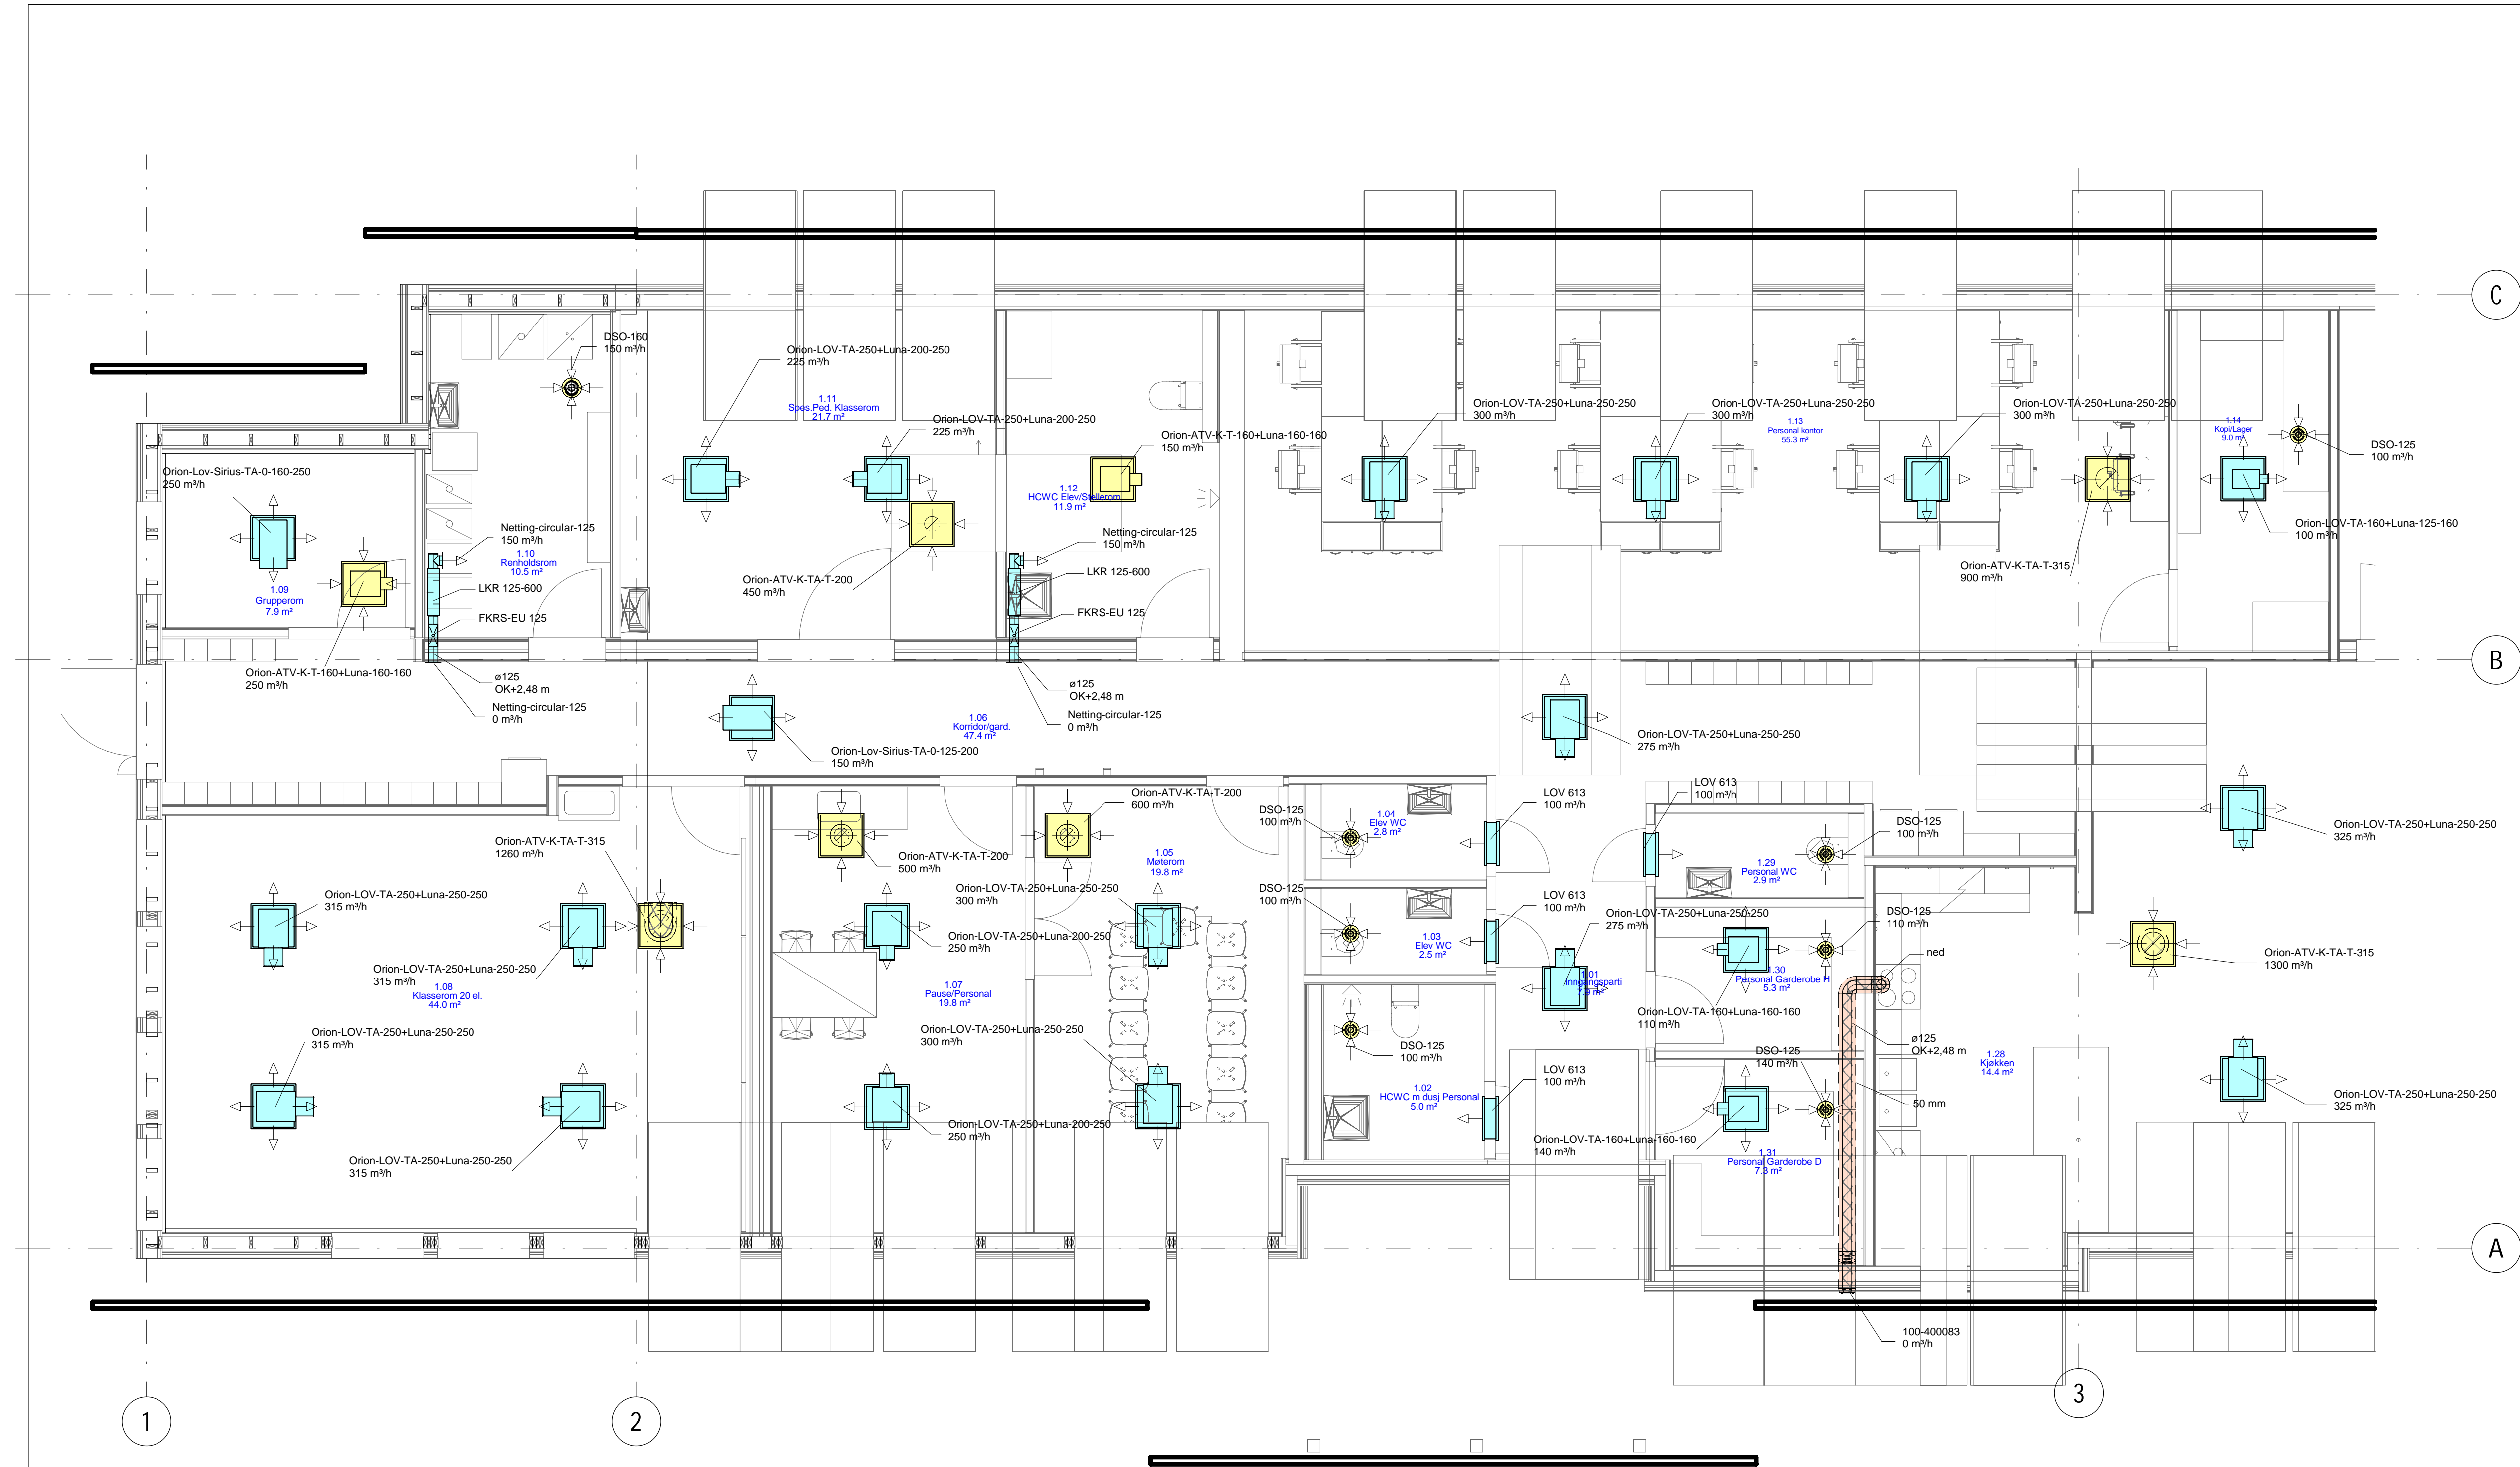 C
DSO-160
150 m³/h
Orion-LOV-TA-250+Luna-200-250
225 m³/h
1.11
Spes.Ped. Klasserom
21.7 m²
Orion-LOV-TA-250+Luna-200-250
225 m³/h
Orion-ATV-K-T-160+Luna-160-160
150 m³/h
Orion-LOV-TA-250+Luna-250-250
300 m³/h
Orion-LOV-TA-250+Luna-250-250
300 m³/h
1.13
Personal kontor
55.3 m²
Orion-LOV-TA-250+Luna-250-250
300 m³/h
1.14
Kopi/Lager
9.0 m²
DSO-125
100 m³/h
Orion-Lov-Sirius-TA-0-160-250
250 m³/h
1.12
HCWC Elev/Stellerom
11.9 m²
Netting-circular-125
150 m³/h
1.10
Renholdsrom
10.5 m²
Netting-circular-125
150 m³/h
Orion-LOV-TA-160+Luna-125-160
100 m³/h
1.09
Grupperom
7.9 m²
LKR 125-600
FKRS-EU 125
Orion-ATV-K-TA-T-200
450 m³/h
LKR 125-600
FKRS-EU 125
Orion-ATV-K-TA-T-315
900 m³/h
B
Orion-ATV-K-T-160+Luna-160-160
250 m³/h
ø125
OK+2,48 m
Netting-circular-125
0 m³/h
ø125
OK+2,48 m
Netting-circular-125
0 m³/h
1.06
Korridor/gard.
47.4 m²
Orion-Lov-Sirius-TA-0-125-200
150 m³/h
Orion-LOV-TA-250+Luna-250-250
275 m³/h
LOV 613
100 m³/h
Orion-ATV-K-TA-T-200
600 m³/h
DSO-125
100 m³/h
1.04
Elev WC
2.8 m²
LOV 613
100 m³/h
DSO-125
100 m³/h
Orion-LOV-TA-250+Luna-250-250
325 m³/h
Orion-ATV-K-TA-T-315
1260 m³/h
Orion-ATV-K-TA-T-200
500 m³/h
1.05
Møterom
19.8 m²
1.29
Personal WC
2.9 m²
Orion-LOV-TA-250+Luna-250-250
315 m³/h
Orion-LOV-TA-250+Luna-250-250
300 m³/h
DSO-125
100 m³/h
LOV 613
100 m³/h
Orion-LOV-TA-250+Luna-250-250
275 m³/h
DSO-125
110 m³/h
Orion-LOV-TA-250+Luna-200-250
250 m³/h
1.03
Elev WC
2.5 m²
ned
Orion-ATV-K-TA-T-315
1300 m³/h
Orion-LOV-TA-250+Luna-250-250
315 m³/h
1.08
Klasserom 20 el.
44.0 m²
1.07
Pause/Personal
19.8 m²
1.01
Inngangsparti
7.9 m²
1.30
Personal Garderobe H
5.3 m²
Orion-LOV-TA-250+Luna-250-250
315 m³/h
Orion-LOV-TA-250+Luna-250-250
300 m³/h
DSO-125
100 m³/h
Orion-LOV-TA-160+Luna-160-160
110 m³/h
ø125
OK+2,48 m
DSO-125
140 m³/h
1.28
Kjøkken
14.4 m²
LOV 613
100 m³/h
1.02
HCWC m dusj Personal
5.0 m²
50 mm
Orion-LOV-TA-250+Luna-250-250
325 m³/h
Orion-LOV-TA-250+Luna-200-250
250 m³/h
Orion-LOV-TA-160+Luna-160-160
140 m³/h
1.31
Personal Garderobe D
7.3 m²
Orion-LOV-TA-250+Luna-250-250
315 m³/h
A
100-400083
0 m³/h
1
2
3